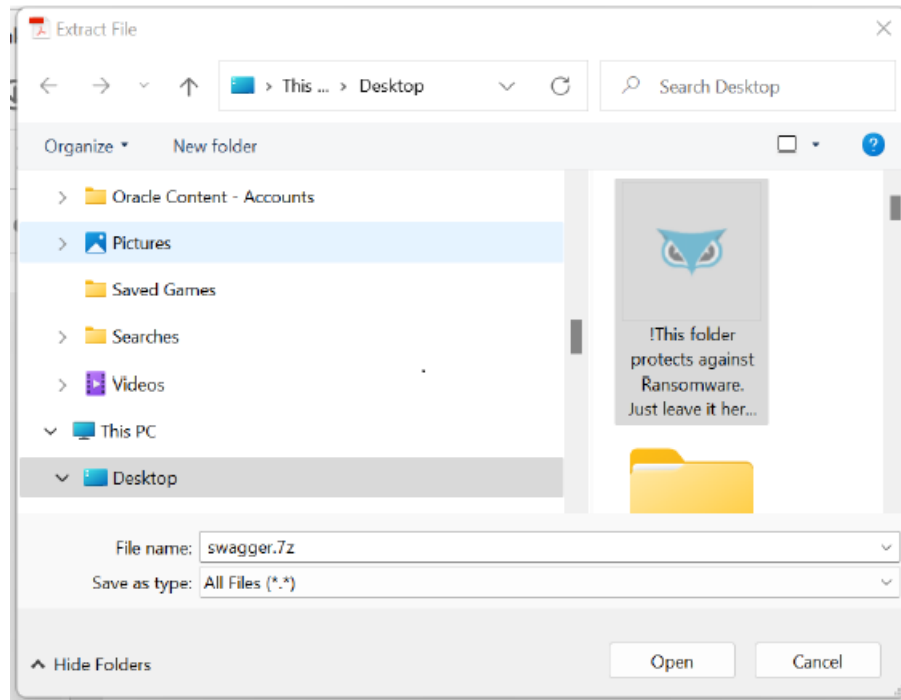 Extract File
This ... > Desktop
Search Desktop
Organize
New folder
Oracle Content - Accounts
Pictures
Saved Games
Searches
Videos
This PC
Desktop
!This folder
protects against
Ransomware.
Just leave it her...
File name: swagger.7z
Save as type: All Files (*.*)
Hide Folders
Open
Cancel